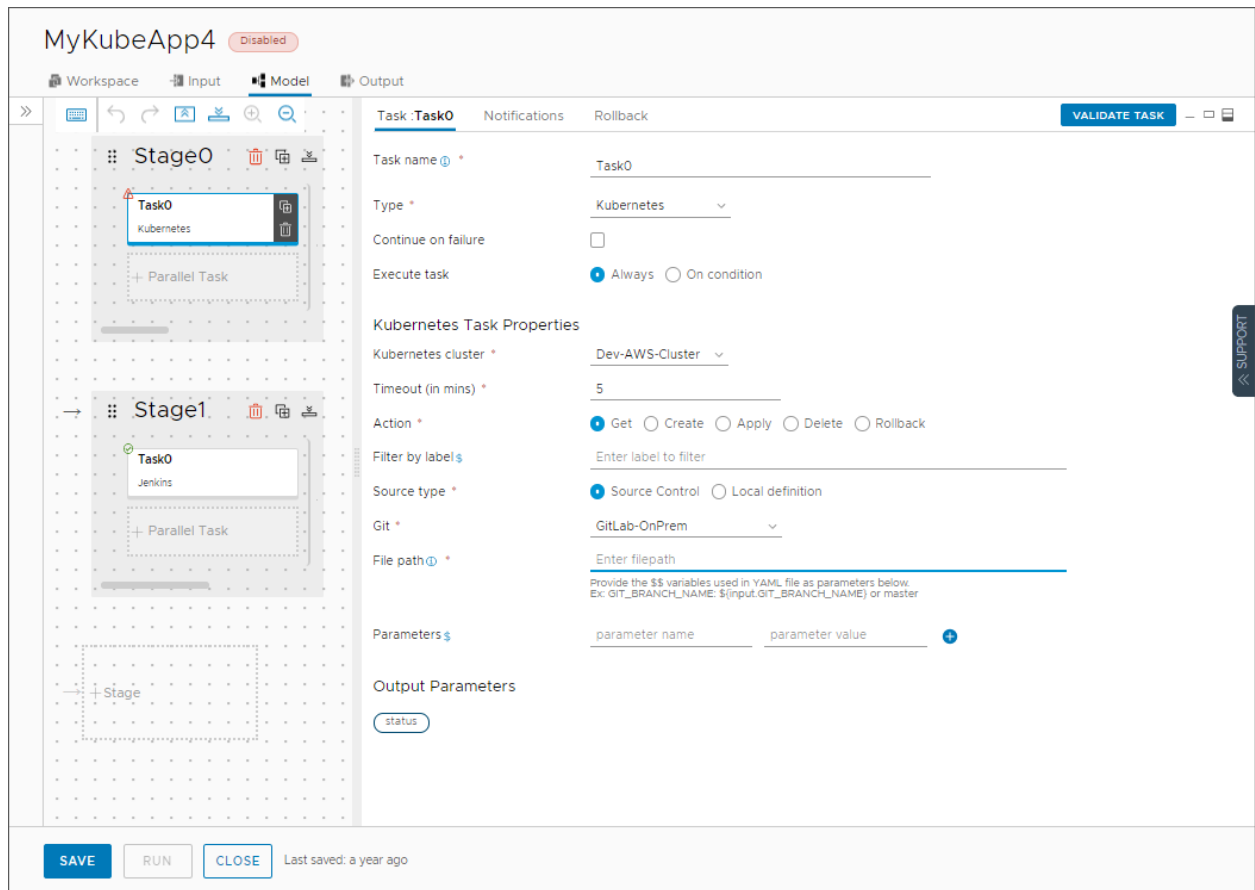 MyKubeApp4 Disabled
Workspace Input Model Output
Stage0
Task0
Kubernetes
+ Parallel Task
Stage1
Task0
Jenkins
+ Parallel Task
+Stage
Task :Task0 Notifications Rollback VALIDATE TASK
Task name * Task0
Type * Kubernetes
Continue on failure
Execute task Always On condition
Kubernetes Task Properties
Kubernetes cluster * Dev-AWS-Cluster
Timeout (in mins) * 5
Action * Get Create Apply Delete Rollback
Filter by label $ Enter label to filter
Source type * Source Control Local definition
Git * GitLab-OnPrem
File path * Enter filepath
Provide the $$ variables used in YAML file as parameters below.
Ex: GIT_BRANCH_NAME: ${input.GIT_BRANCH_NAME} or master
Parameters $ parameter name parameter value
Output Parameters
status
SUPPORT
SAVE RUN CLOSE Last saved: a year ago